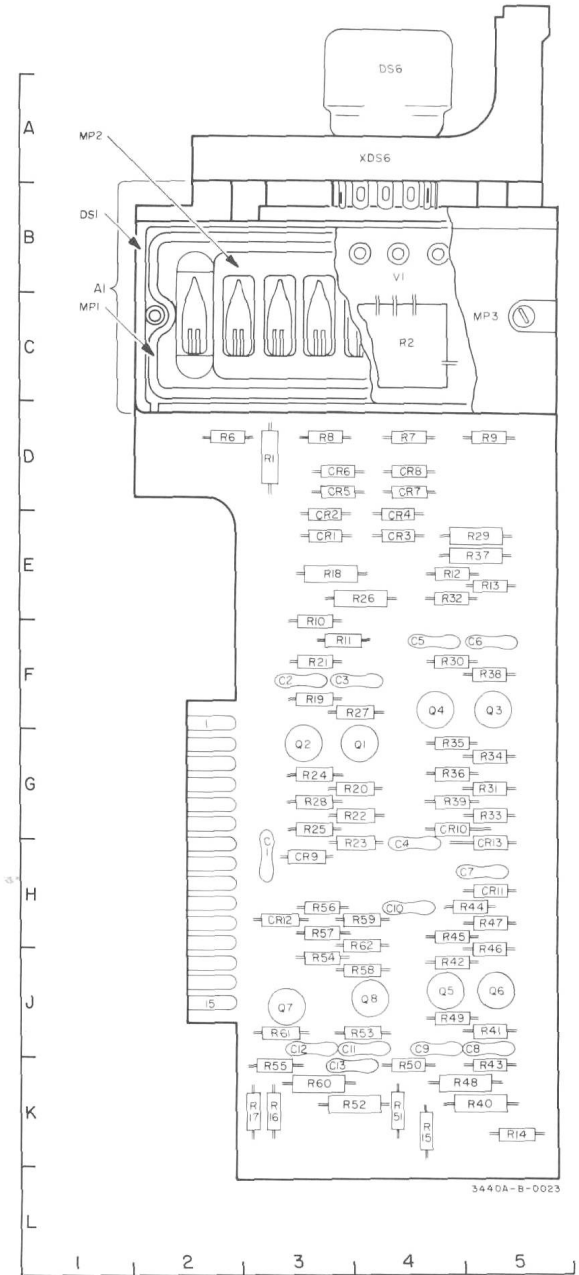 DS6
A
XDS6
MP2
DS1
B
V1
A1
MP1
MP3
C
R2
R6
R8
R7
R9
D
R1
CR6
CR8
CR5
CR7
CR2
CR4
CR1
CR3
R29
E
R37
R18
R12
R13
R26
R32
R10
R11
C5
C6
F
R21
R30
R38
C2
C3
R19
R27
Q4
Q3
1
Q2
Q1
R35
R34
G
R24
R36
R20
R31
R28
R39
R22
R33
R25
CR10
C1
R23
C4
CR13
CR9
C7
H
CR11
R56
C10
R44
CR12
R59
R47
R57
R45
R62
R46
R54
R42
R58
J
15
Q7
Q8
Q5
Q6
R49
R61
R53
R41
C12
C11
C9
C8
R55
C13
R50
R43
R60
R48
K
R17
R16
R52
R51
R40
R15
R14
3440A-B-0023
L
1 2 3 4 5